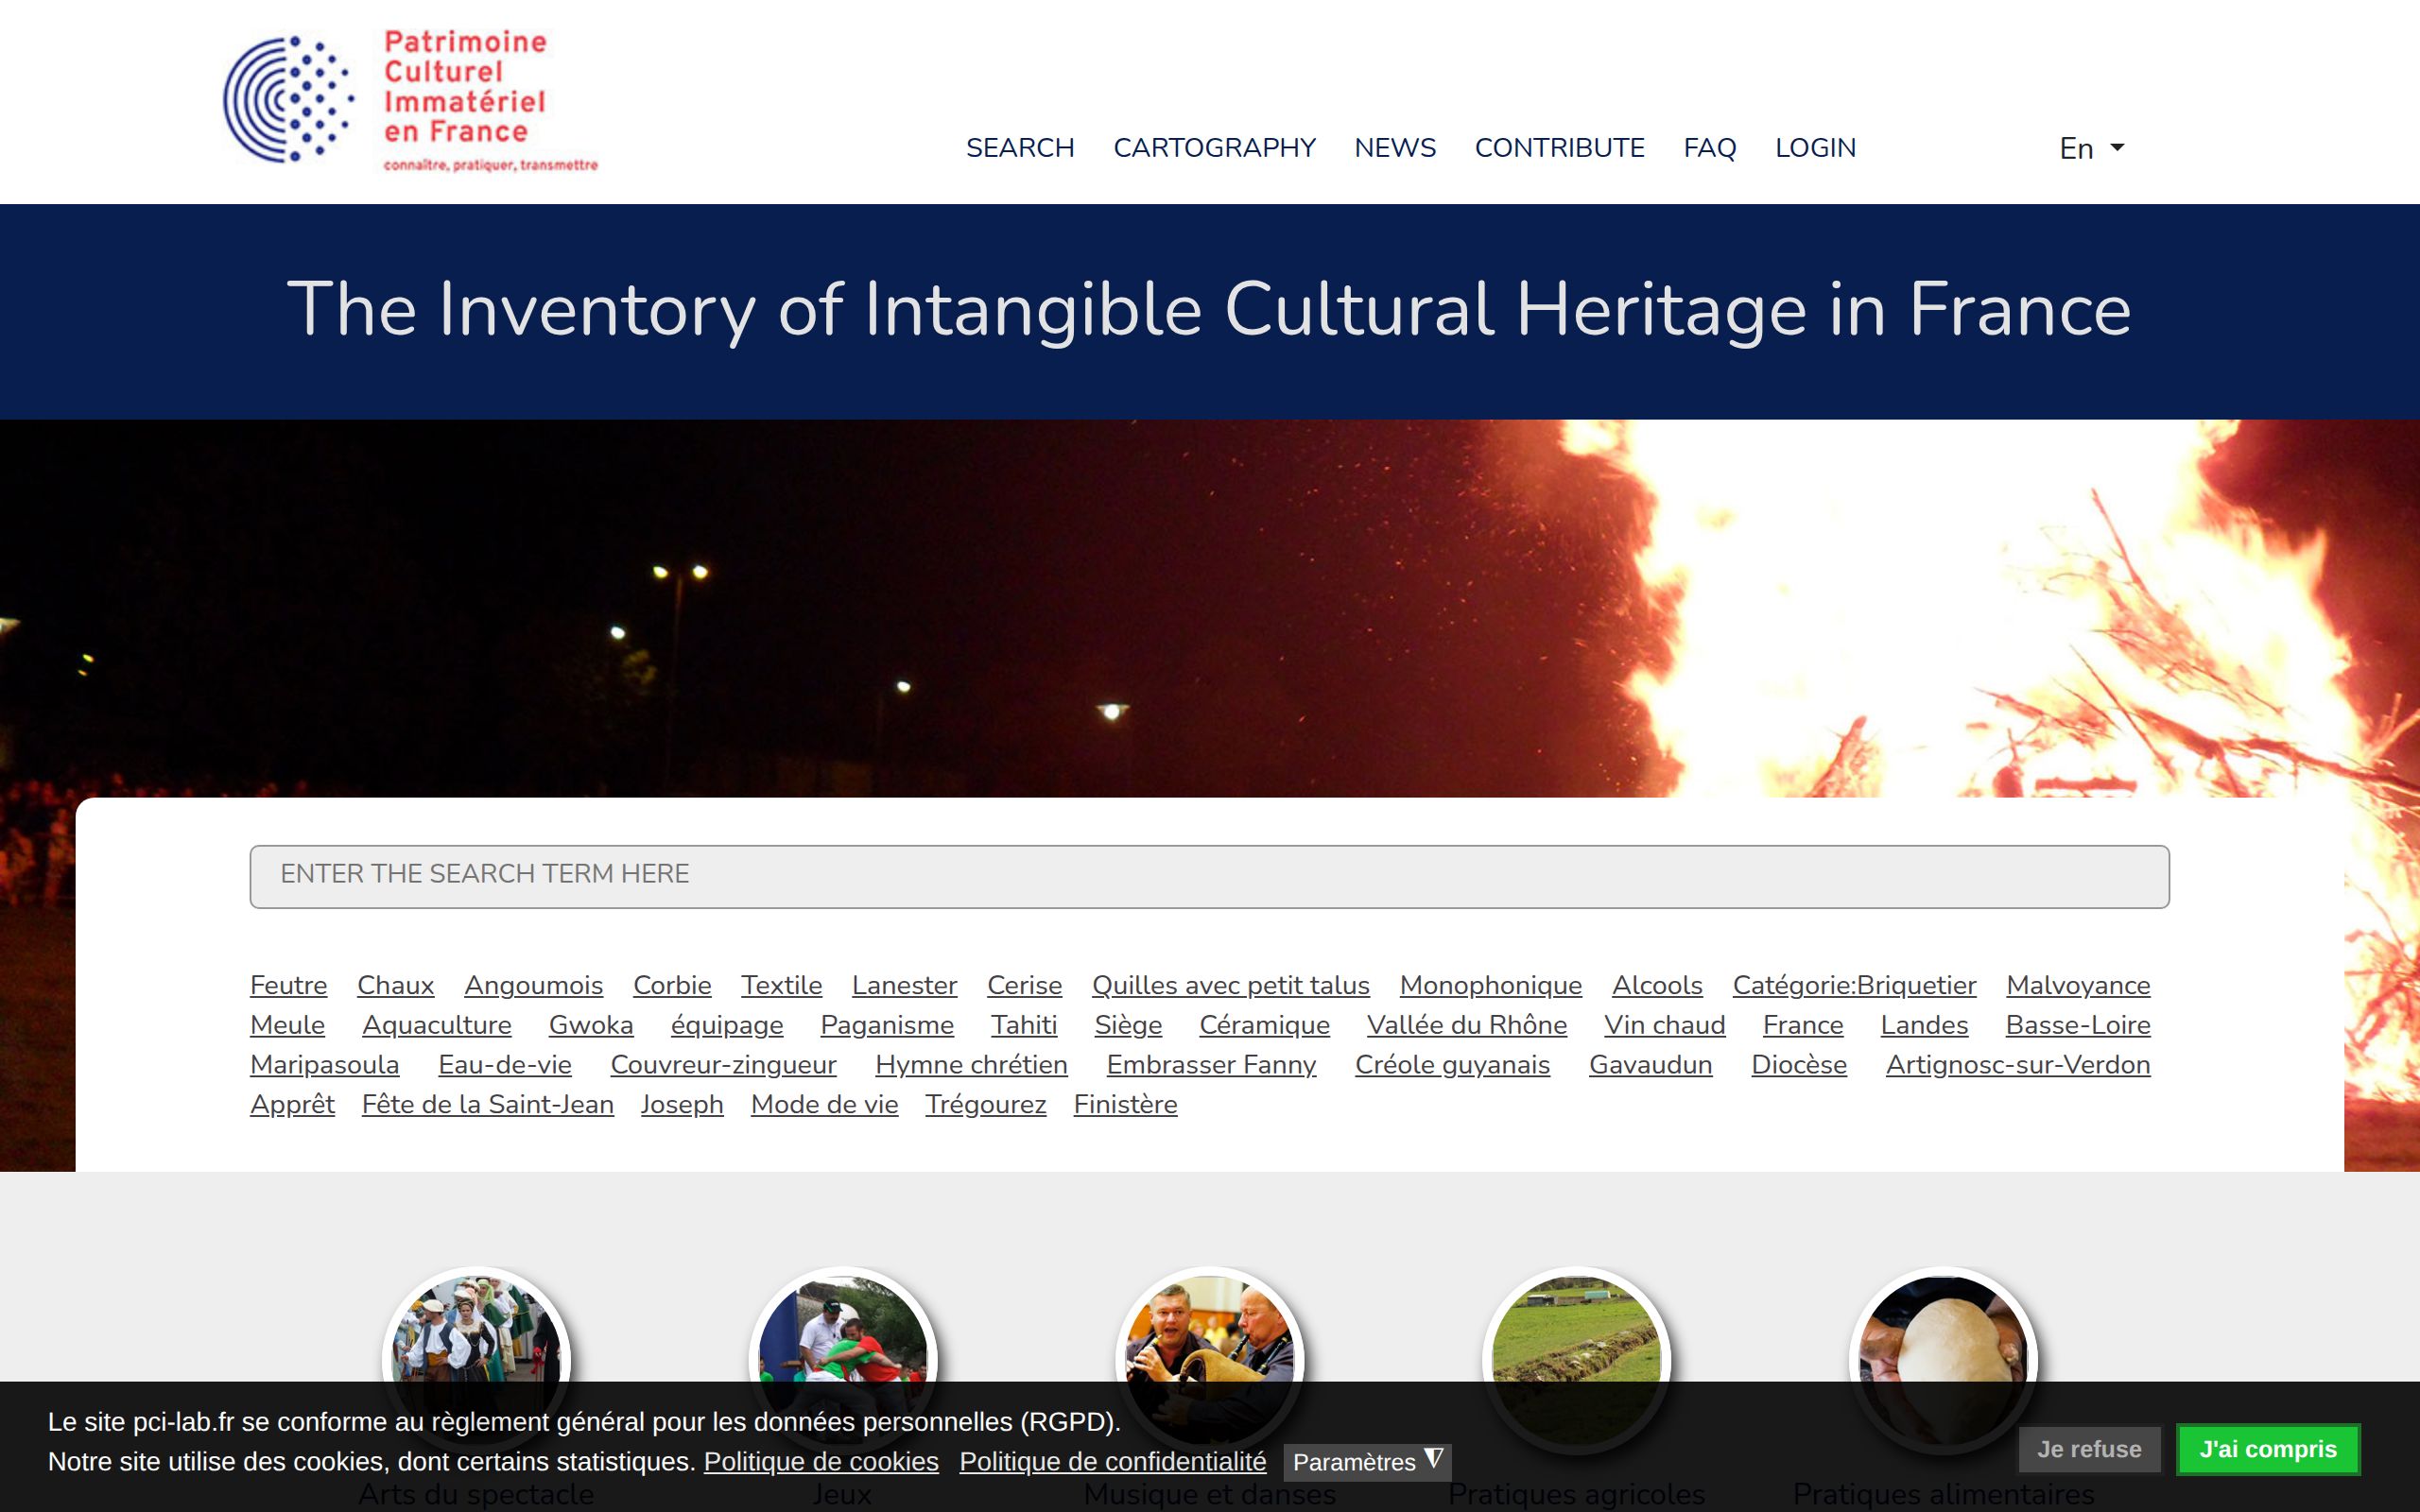 Patrimoine
Culturel
Immatériel
en France
connaître, pratiquer, transmettre
SEARCH CARTOGRAPHY NEWS CONTRIBUTE FAQ LOGIN En
The Inventory of Intangible Cultural Heritage in France
ENTER THE SEARCH TERM HERE
Feutre Chaux Angoumois Corbie Textile Lanester Cerise Quilles avec petit talus Monophonique Alcools Catégorie:Briquetier Malvoyance
Meule Aquaculture Gwoka équipage Paganisme Tahiti Siège Céramique Vallée du Rhône Vin chaud France Landes Basse-Loire
Maripasoula Eau-de-vie Couvreur-zingueur Hymne chrétien Embrasser Fanny Créole guyanais Gavaudun Diocèse Artignosc-sur-Verdon
Apprêt Fête de la Saint-Jean Joseph Mode de vie Trégourez Finistère
Le site pci-lab.fr se conforme au règlement général pour les données personnelles (RGPD).
Notre site utilise des cookies, dont certains statistiques. Politique de cookies Politique de confidentialité Paramètres
Je refuse J'ai compris
Arts du spectacle Jeux Musique et danses Pratiques agricoles Pratiques alimentaires